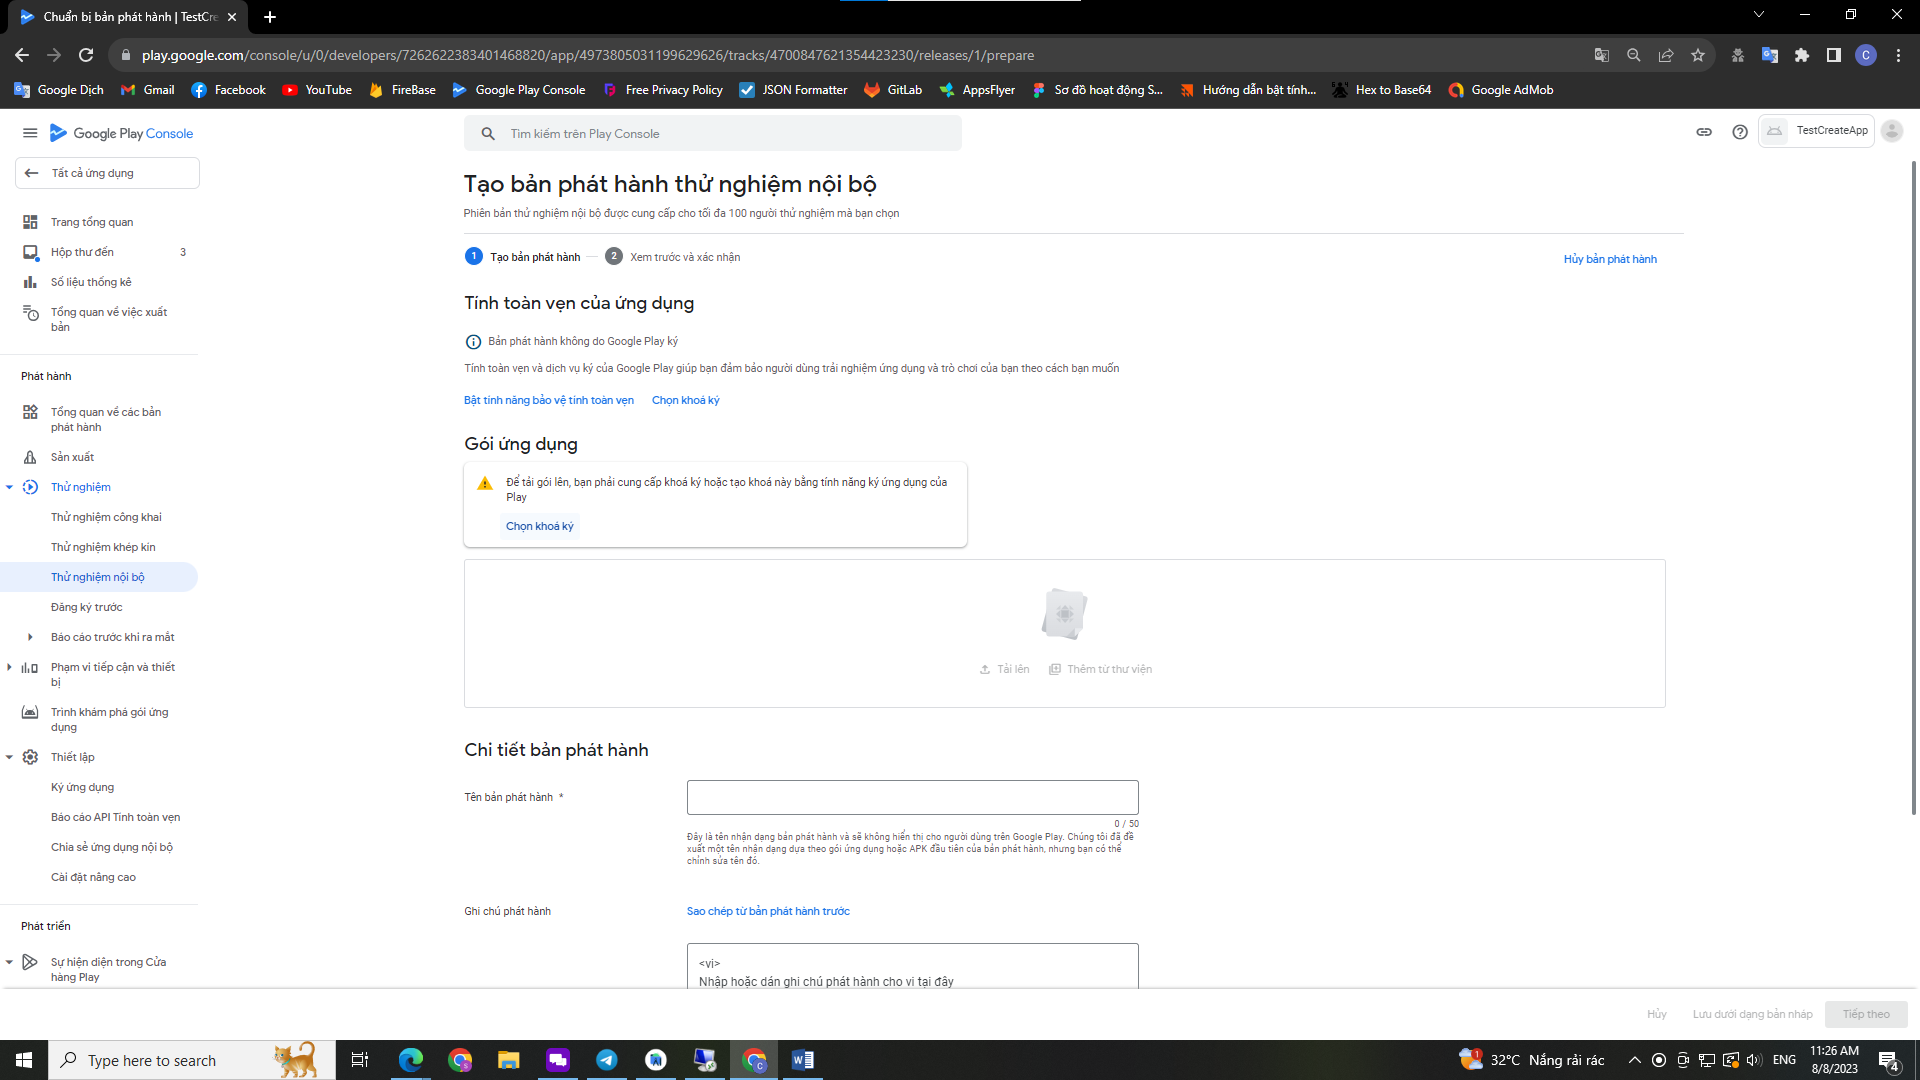 Chuẩn bị bản phát hành | TestCre
play.google.com/console/u/0/developers/7262622383401468820/app/4973805031199629626/tracks/4700847621354423230/releases/1/prepare
C
Google Dịch
Gmail
Facebook
YouTube
FireBase
Google Play Console
Free Privacy Policy
JSON Formatter
GitLab
AppsFlyer
Sơ đồ hoạt động S...
Hướng dẫn bật tính...
Hex to Base64
Google AdMob
Google Play Console
Tìm kiếm trên Play Console
TestCreateApp
Tất cả ứng dụng
Trang tổng quan
Hộp thư đến 3
Số liệu thống kê
Tổng quan về việc xuất
bản
Phát hành
Tổng quan về các bản
phát hành
Sản xuất
Thử nghiệm
Thử nghiệm công khai
Thử nghiệm khép kín
Thử nghiệm nội bộ
Đăng ký trước
Báo cáo trước khi ra mắt
Phạm vi tiếp cận và thiết
bị
Trình khám phá gói ứng
dụng
Thiết lập
Ký ứng dụng
Báo cáo API Tính toàn vẹn
Chia sẻ ứng dụng nội bộ
Cài đặt nâng cao
Phát triển
Sự hiện diện trong Cửa
hàng Play
Tạo bản phát hành thử nghiệm nội bộ
Phiên bản thử nghiệm nội bộ được cung cấp cho tối đa 100 người thử nghiệm mà bạn chọn
1 Tạo bản phát hành
2 Xem trước và xác nhận
Hủy bản phát hành
Tính toàn vẹn của ứng dụng
Bản phát hành không do Google Play ký
Tính toàn vẹn và dịch vụ ký của Google Play giúp bạn đảm bảo người dùng trải nghiệm ứng dụng và trò chơi của bạn theo cách bạn muốn
Bật tính năng bảo vệ tính toàn vẹn
Chọn khoá ký
Gói ứng dụng
Để tải gói lên, bạn phải cung cấp khoá ký hoặc tạo khoá này bằng tính năng ký ứng dụng của
Play
Chọn khoá ký
Tải lên
Thêm từ thư viện
Chi tiết bản phát hành
Tên bản phát hành *
0 / 50
Đây là tên nhận dạng bản phát hành và sẽ không hiển thị cho người dùng trên Google Play. Chúng tôi đã đề
xuất một tên nhận dạng dựa theo gói ứng dụng hoặc APK đầu tiên của bản phát hành, nhưng bạn có thể
chỉnh sửa tên đó.
Ghi chú phát hành
Sao chép từ bản phát hành trước
<vi>
Nhập hoặc dán ghi chú phát hành cho vi tại đây
Hủy
Lưu dưới dạng bản nháp
Tiếp theo
Type here to search
32°C Nắng rải rác
ENG
11:26 AM
8/8/2023
4